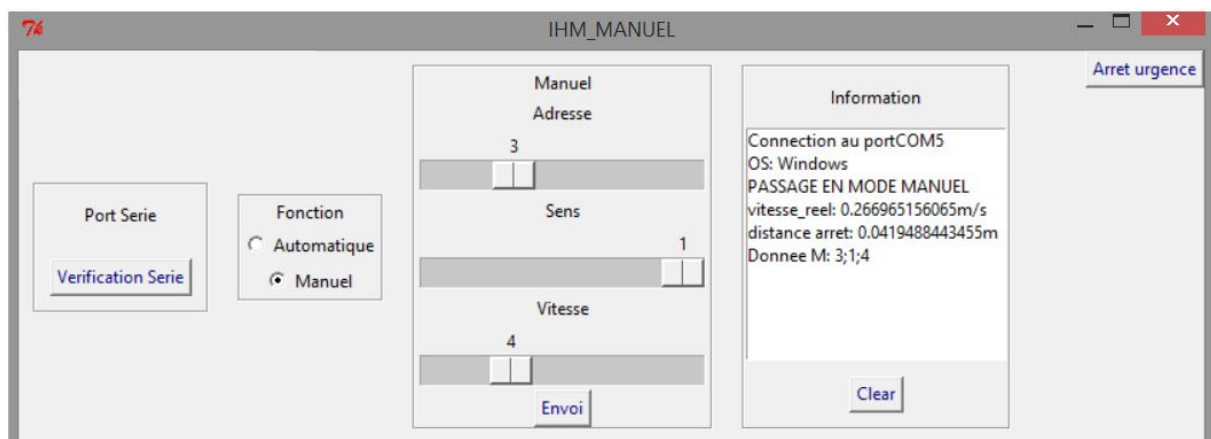 IHM_MANUEL
Arret urgence
Port Serie
Verification Serie
Fonction
Automatique
Manuel
Manuel
Adresse
3
Sens
1
Vitesse
4
Envoi
Information
Connection au portCOM5
OS: Windows
PASSAGE EN MODE MANUEL
vitesse_reel: 0.266965156065m/s
distance arret: 0.0419488443455m
Donnee M: 3;1;4
Clear